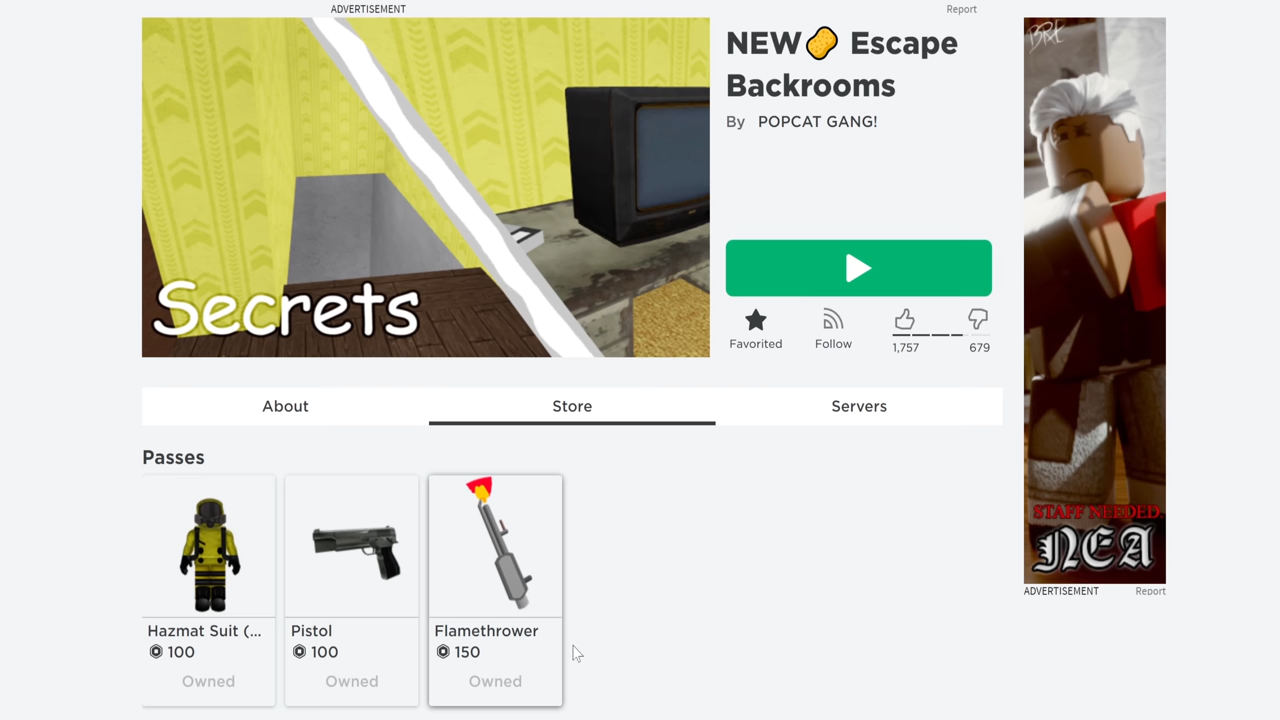 ADVERTISEMENT
Report
Secrets
NEW Escape
Backrooms
By POPCAT GANG!
Favorited
Follow
1,757
679
About
Store
Servers
Passes
Hazmat Suit (...
100
Owned
Pistol
100
Owned
Flamethrower
150
Owned
STAFF NEEDED
NEA
ADVERTISEMENT
Report